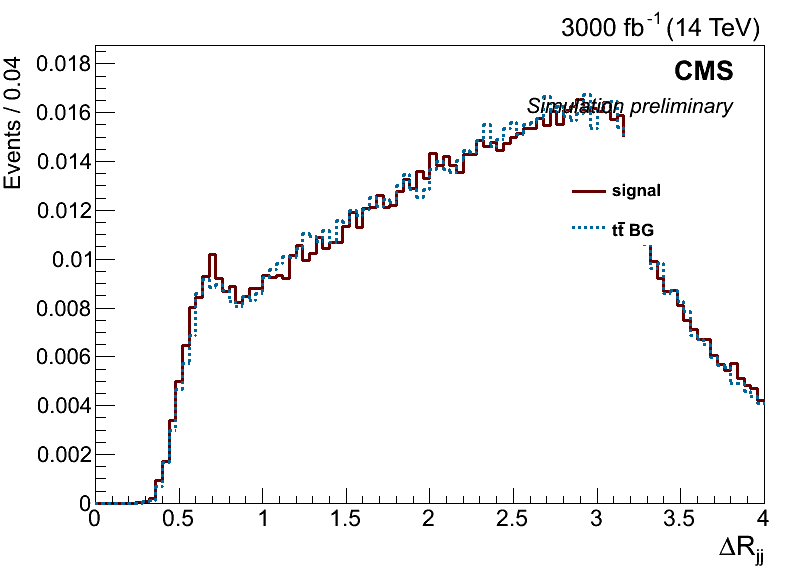 3000 fb-1 (14 TeV)
Events / 0.04
0.018
CMS
0.016
Simulation preliminary
0.014
signal
0.012
tt̄ BG
0.01
0.008
0.006
0.004
0.002
0
0 0.5 1 1.5 2 2.5 3 3.5 4
ΔRjj